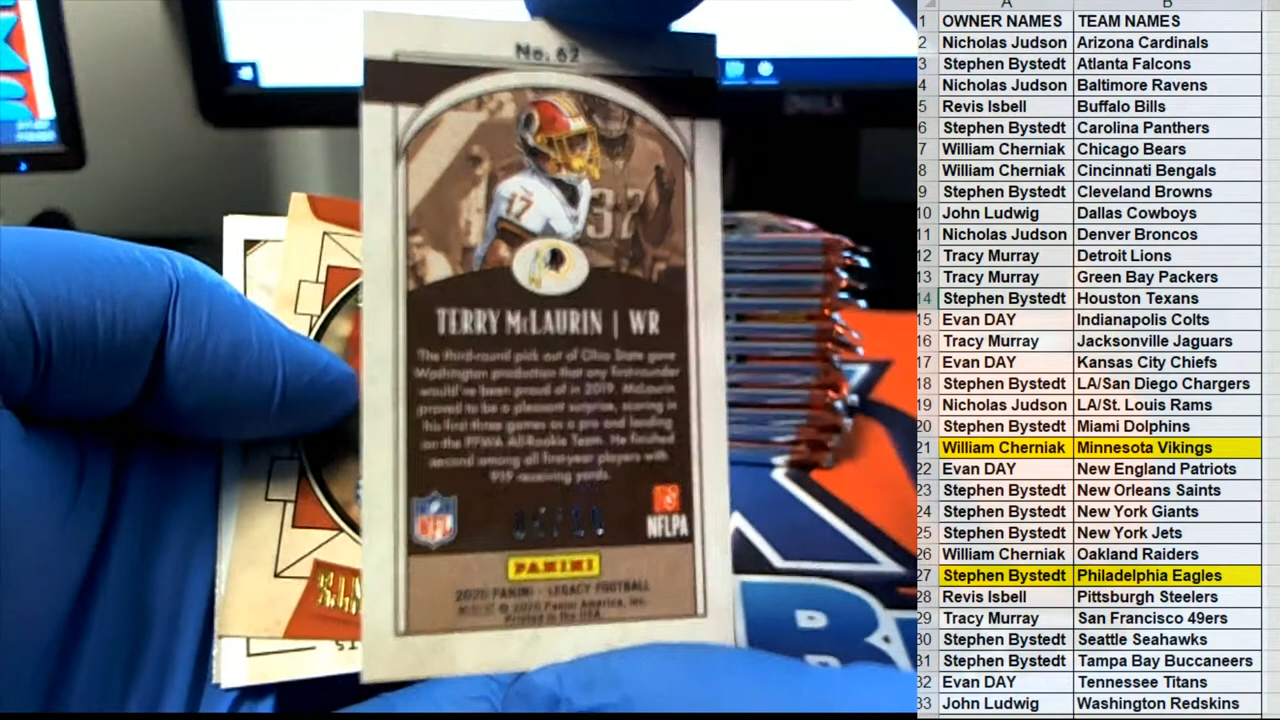 No. 62
17
32
TERRY McLAURIN | WR
The third-round pick out of Ohio State gave
Washington production that any first-rounder
would've been proud of in 2019. McLaurin
proved to be a pleasant surprise, scoring in
his first three games as a pro and leading
on the PFWA All-Rookie Team. He finished
second among all first-year players with
919 receiving yards.
NFL
NFLPA
PANINI
2020 PANINI - LEGACY FOOTBALL
© 2020 Panini America, Inc.
Printed in the USA.
A B
1 OWNER NAMES TEAM NAMES
2 Nicholas Judson Arizona Cardinals
3 Stephen Bystedt Atlanta Falcons
4 Nicholas Judson Baltimore Ravens
5 Revis Isbell Buffalo Bills
6 Stephen Bystedt Carolina Panthers
7 William Cherniak Chicago Bears
8 William Cherniak Cincinnati Bengals
9 Stephen Bystedt Cleveland Browns
10 John Ludwig Dallas Cowboys
11 Nicholas Judson Denver Broncos
12 Tracy Murray Detroit Lions
13 Tracy Murray Green Bay Packers
14 Stephen Bystedt Houston Texans
15 Evan DAY Indianapolis Colts
16 Tracy Murray Jacksonville Jaguars
17 Evan DAY Kansas City Chiefs
18 Stephen Bystedt LA/San Diego Chargers
19 Nicholas Judson LA/St. Louis Rams
20 Stephen Bystedt Miami Dolphins
21 William Cherniak Minnesota Vikings
22 Evan DAY New England Patriots
23 Stephen Bystedt New Orleans Saints
24 Stephen Bystedt New York Giants
25 Stephen Bystedt New York Jets
26 William Cherniak Oakland Raiders
27 Stephen Bystedt Philadelphia Eagles
28 Revis Isbell Pittsburgh Steelers
29 Tracy Murray San Francisco 49ers
30 Stephen Bystedt Seattle Seahawks
31 Stephen Bystedt Tampa Bay Buccaneers
32 Evan DAY Tennessee Titans
33 John Ludwig Washington Redskins